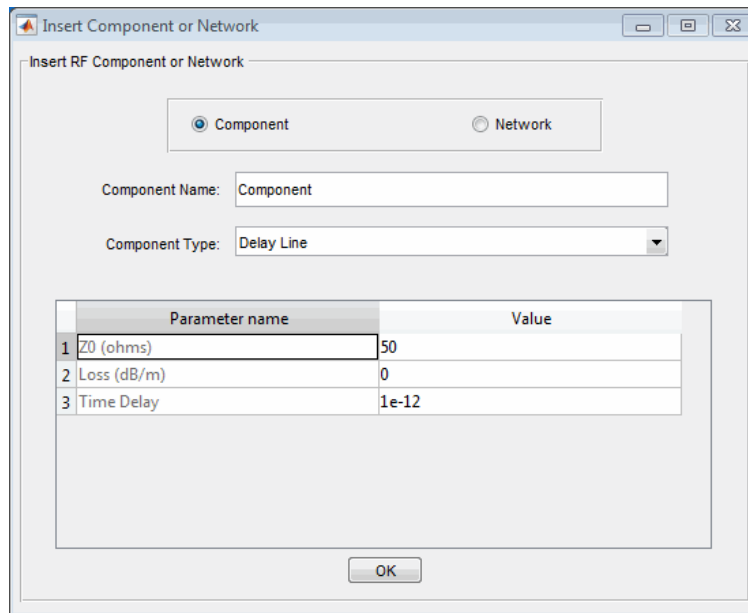 Insert Component or Network
Insert RF Component or Network
Component Network
Component Name: Component
Component Type: Delay Line
Parameter name Value
1 Z0 (ohms) 50
2 Loss (dB/m) 0
3 Time Delay 1e-12
OK